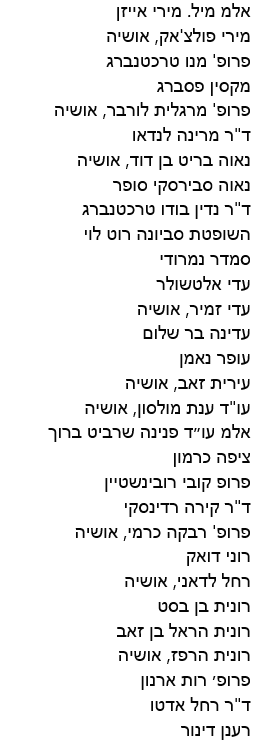 אלמ מיל. מירי אייזן
מירי פולצ'אק, אושיה
פרופ' מנו טרכטנברג
מקסין פסברג
פרופ' מרגלית לורבר, אושיה
ד"ר מרינה לנדאו
נאוה בריט בן דוד, אושיה
נאוה סבירסקי סופר
ד"ר נדין בודו טרכטנברג
השופטת סביונה רוט לוי
סמדר נמרודי
עדי אלטשולר
עדי זמיר, אושיה
עדינה בר שלום
עופר נאמן
עירית זאב, אושיה
עו"ד ענת מולסון, אושיה
אלמ עו״ד פנינה שרביט ברוך
ציפה כרמון
פרופ קובי רובינשטיין
ד"ר קירה רדינסקי
פרופ' רבקה כרמי, אושיה
רוני דואק
רחל לדאני, אושיה
רונית בן בסט
רונית הראל בן זאב
רונית הרפז, אושיה
פרופ׳ רות ארנון
ד"ר רחל אדטו
רענן דינור